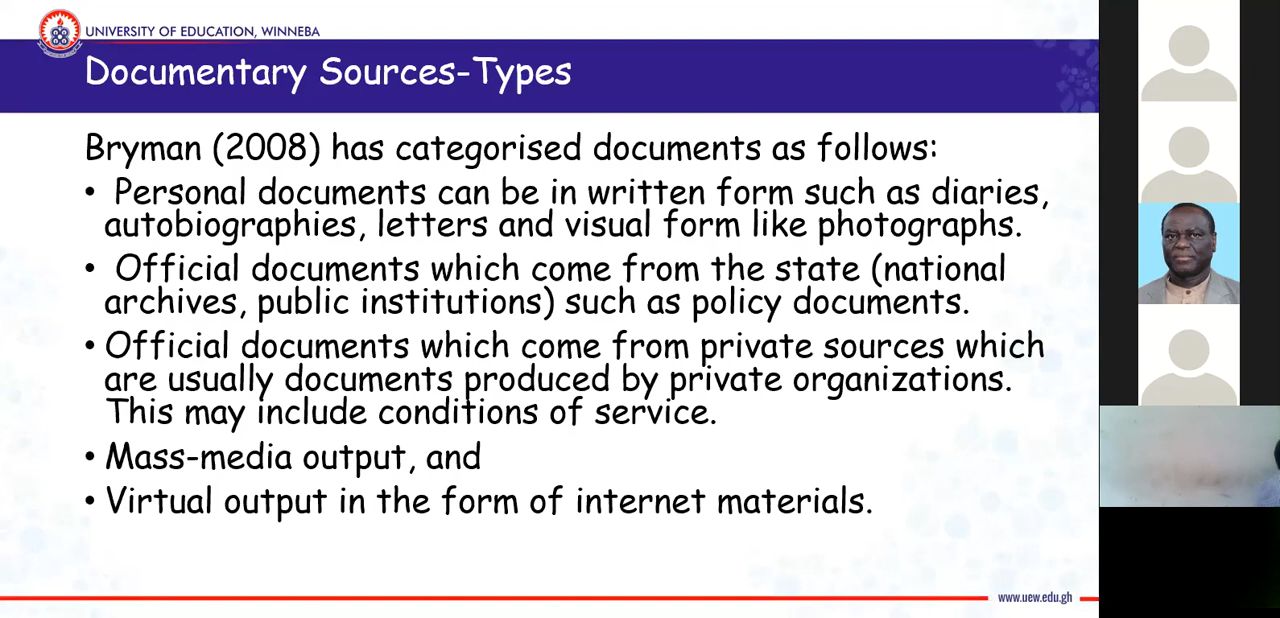 UNIVERSITY OF EDUCATION, WINNEBA
Documentary Sources-Types
Bryman (2008) has categorised documents as follows:
• Personal documents can be in written form such as diaries,
autobiographies, letters and visual form like photographs.
• Official documents which come from the state (national
archives, public institutions) such as policy documents.
• Official documents which come from private sources which
are usually documents produced by private organizations.
This may include conditions of service.
• Mass-media output, and
• Virtual output in the form of internet materials.
www.uew.edu.gh